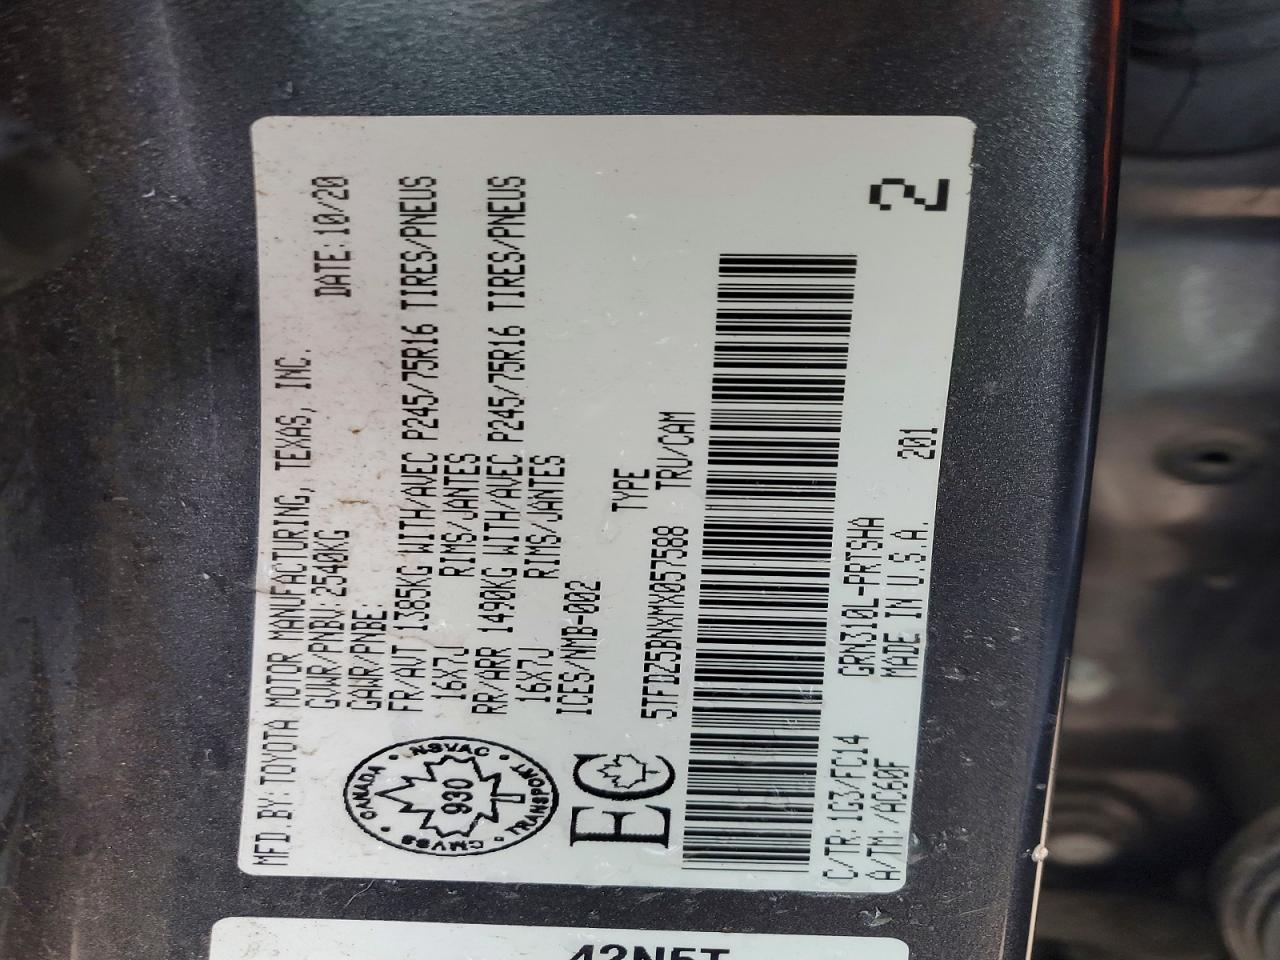 MFD.BY:TOYOTA MOTOR MANUFACTURING, TEXAS, INC.
GVWR/PNBV 2540KG DATE:10/20
GAWR/PNBE
FR/AVT 1385KG WITH/AVEC P245/75R16 TIRES/PNEUS
16X7J RIMS/JANTES
RR/ARR 1490KG WITH/AVEC P245/75R16 TIRES/PNEUS
16X7J RIMS/JANTES
ICES/NMB-002
CANADA • NSVAC • TRANSPORT • CMVSS
930
T
EC
TYPE
5TFDZ5BNXMX057588 TRU/CAM
C/TR:1G3/FC14 GRN310L-PRTSHA
A/TM:/AC60F MADE IN U.S.A. 201
2
42N5T